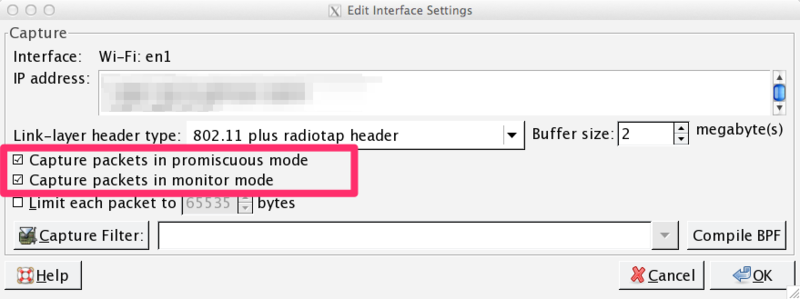 Edit Interface Settings
Capture
Interface: Wi-Fi: en1
IP address:
Link-layer header type: 802.11 plus radiotap header Buffer size: 2 megabyte(s)
Capture packets in promiscuous mode
Capture packets in monitor mode
Limit each packet to 65535 bytes
Capture Filter: Compile BPF
Help Cancel OK